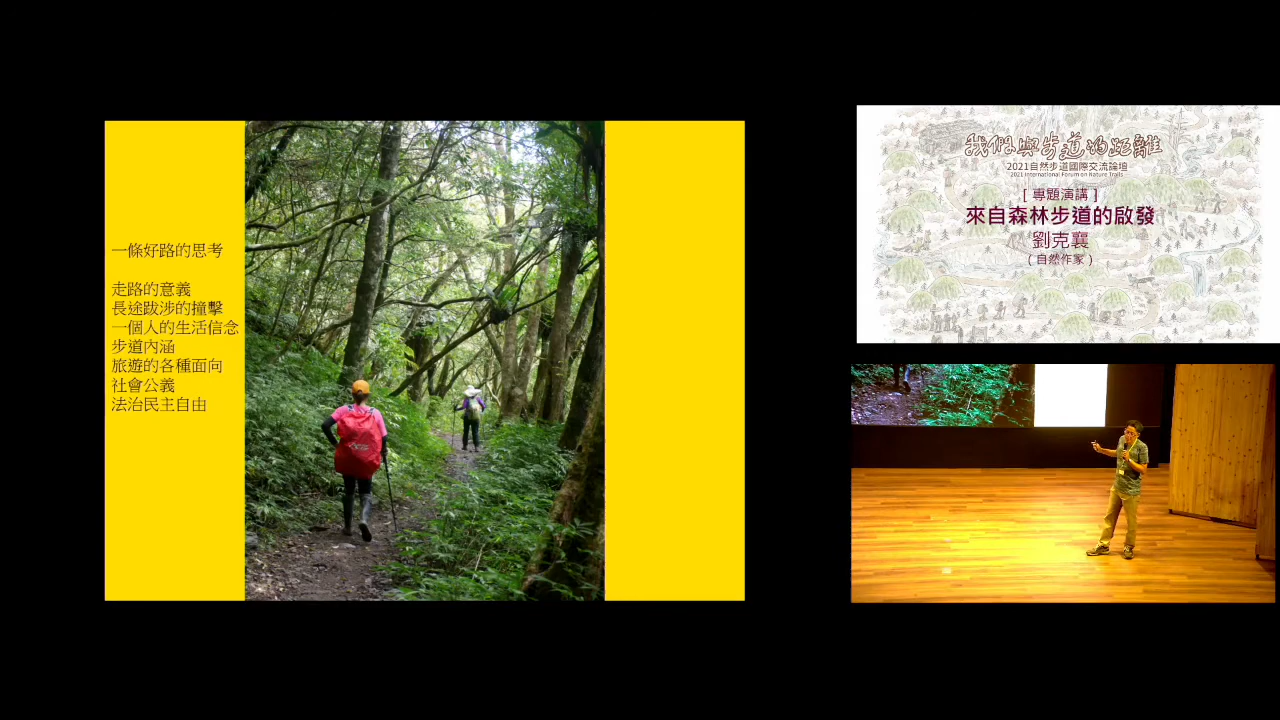 一條好路的思考
走路的意義
長途跋涉的撞擊
一個人的生活信念
步道內涵
旅遊的各種面向
社會公義
法治民主自由
我們與步道的距離
2021自然步道國際交流論壇
2021 International Forum on Nature Trails
[ 專題演講 ]
來自森林步道的啟發
劉克襄
( 自然作家 )